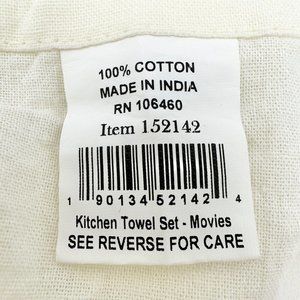 100% COTTON
MADE IN INDIA
RN 106460
Item 152142
1 90134 52142 4
Kitchen Towel Set - Movies
SEE REVERSE FOR CARE